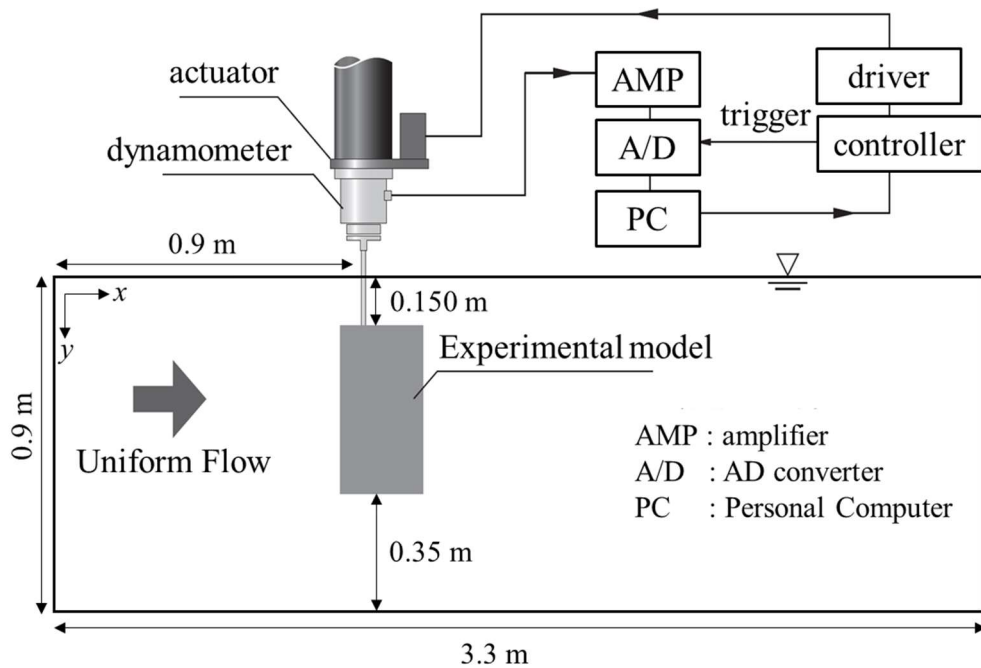 actuator
dynamometer
AMP
driver
trigger
A/D
controller
PC
0.9 m
x
y
0.150 m
Experimental model
0.9 m
Uniform Flow
AMP : amplifier
A/D : AD converter
PC : Personal Computer
0.35 m
3.3 m